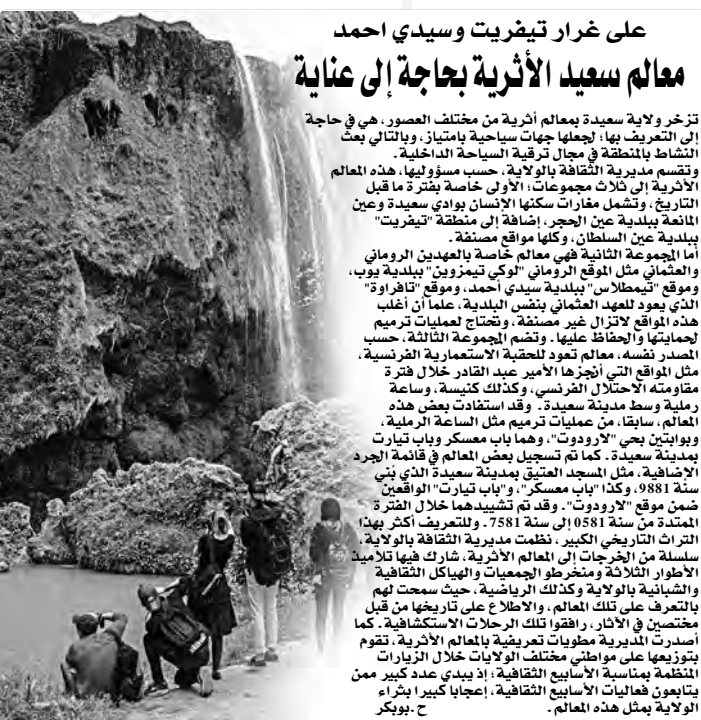 على غرار تيفريت وسيدي احمد
معالم سعيد الأثرية بحاجة إلى عناية
تزخر ولاية سعيدة بمعالم أثرية من مختلف العصور، هي في حاجة
إلى التعريف بها؛ لجعلها جهات سياحية بامتياز، وبالتالي بعث
النشاط بالمنطقة في مجال ترقية السياحة الداخلية.
وتقسم مديرية الثقافة بالولاية، حسب مسؤوليها، هذه المعالم
الأثرية إلى ثلاث مجموعات؛ الأولى خاصة بفترة ما قبل
التاريخ، وتشمل مغارات سكنها الإنسان بوادي سعيدة وعين
المانعة ببلدية عين الحجر، إضافة إلى منطقة "تيفريت"
ببلدية عين السلطان، وكلها مواقع مصنفة.
أما المجموعة الثانية فهي معالم خاصة بالعهدين الروماني
والعثماني مثل الموقع الروماني "لوكي تيمزوين" ببلدية يوب،
وموقع "تيمطلاس" ببلدية سيدي أحمد، وموقع "تافراوة"
الذي يعود للعهد العثماني بنفس البلدية، علما أن أغلب
هذه المواقع لاتزال غير مصنفة، وتحتاج لعمليات ترميم
لحمايتها والحفاظ عليها. وتضم المجموعة الثالثة، حسب
المصدر نفسه، معالم تعود للحقبة الاستعمارية الفرنسية،
مثل المواقع التي أنجزها الأمير عبد القادر خلال فترة
مقاومته الاحتلال الفرنسي، وكذلك كنيسة، وساعة
رملية وسط مدينة سعيدة. وقد استفادت بعض هذه
المعالم، سابقا، من عمليات ترميم مثل الساعة الرملية،
وبوابتين بحي "لارودوت"، وهما باب معسكر وباب تيارت
بمدينة سعيدة. كما تم تسجيل بعض المعالم في قائمة الجرد
الإضافية، مثل المسجد العتيق بمدينة سعيدة الذي بُني
سنة 9881، وكذا "باب معسكر"، و"باب تيارت" الواقعين
ضمن موقع "لارودوت". وقد تم تشييدهما خلال الفترة
الممتدة من سنة 0581 إلى سنة 7581. وللتعريف أكثر بهذا
التراث التاريخي الكبير، نظمت مديرية الثقافة بالولاية،
سلسلة من الخرجات إلى المعالم الأثرية، شارك فيها تلاميذ
الأطوار الثلاثة ومنخرطو الجمعيات والهياكل الثقافية
والشبانية بالولاية وكذلك الرياضية، حيث سمحت لهم
بالتعرف على تلك المعالم، والاطلاع على تاريخها من قبل
مختصين في الآثار، رافقوا تلك الرحلات الاستكشافية. كما
أصدرت المديرية مطويات تعريفية بالمعالم الأثرية، تقوم
بتوزيعها على مواطني مختلف الولايات خلال الزيارات
المنظمة بمناسبة الأسابيع الثقافية؛ إذ يبدي عدد كبير ممن
يتابعون فعاليات الأسابيع الثقافية، إعجابا كبيرا بثراء
الولاية بمثل هذه المعالم. ح.بوبكر